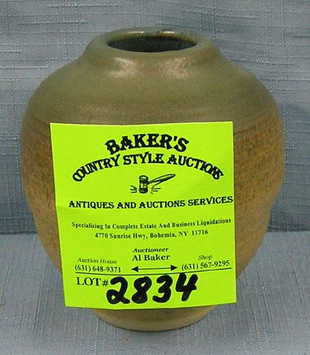 BAKER'S
COUNTRY STYLE AUCTIONS
ANTIQUES AND AUCTIONS SERVICES
Specializing In Complete Estate And Business Liquidations
4770 Sunrise Hwy, Bohemia, NY 11716
Auctioneer
Auction House Al Baker Shop
(631) 648-9371 (631) 567-9295
LOT# 2834